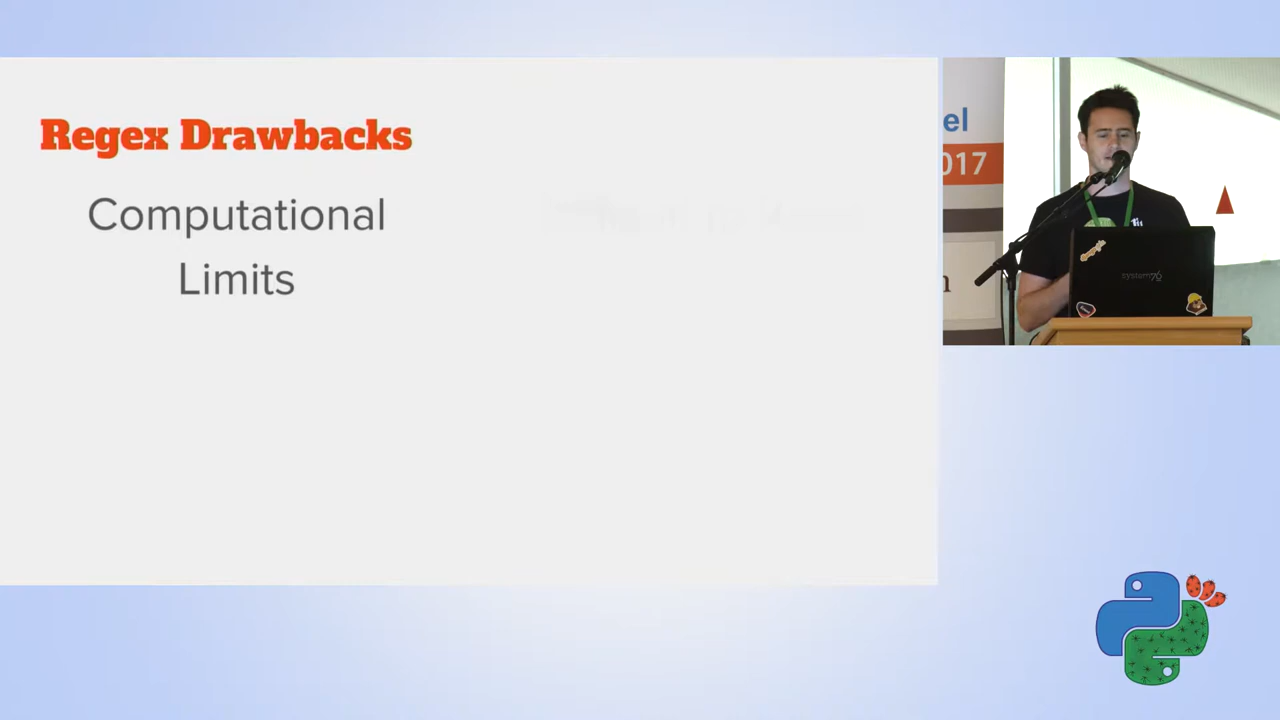 Regex Drawbacks
Computational
Limits
el
017
n
system76